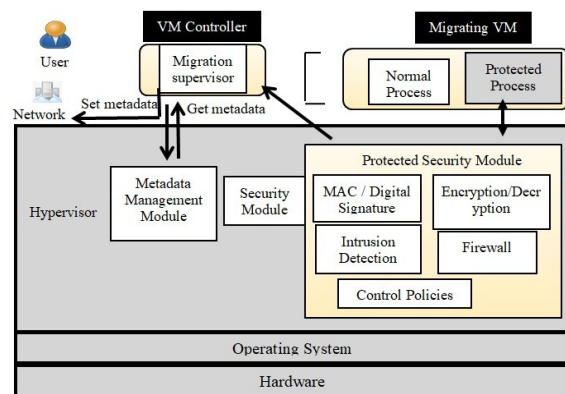 VM Controller
Migrating VM
User
Migration
supervisor
Normal
Process
Protected
Process
Network
Set metadata
Get metadata
Hypervisor
Metadata
Management
Module
Security
Module
Protected Security Module
MAC / Digital
Signature
Encryption/Decr
yption
Intrusion
Detection
Firewall
Control Policies
Operating System
Hardware